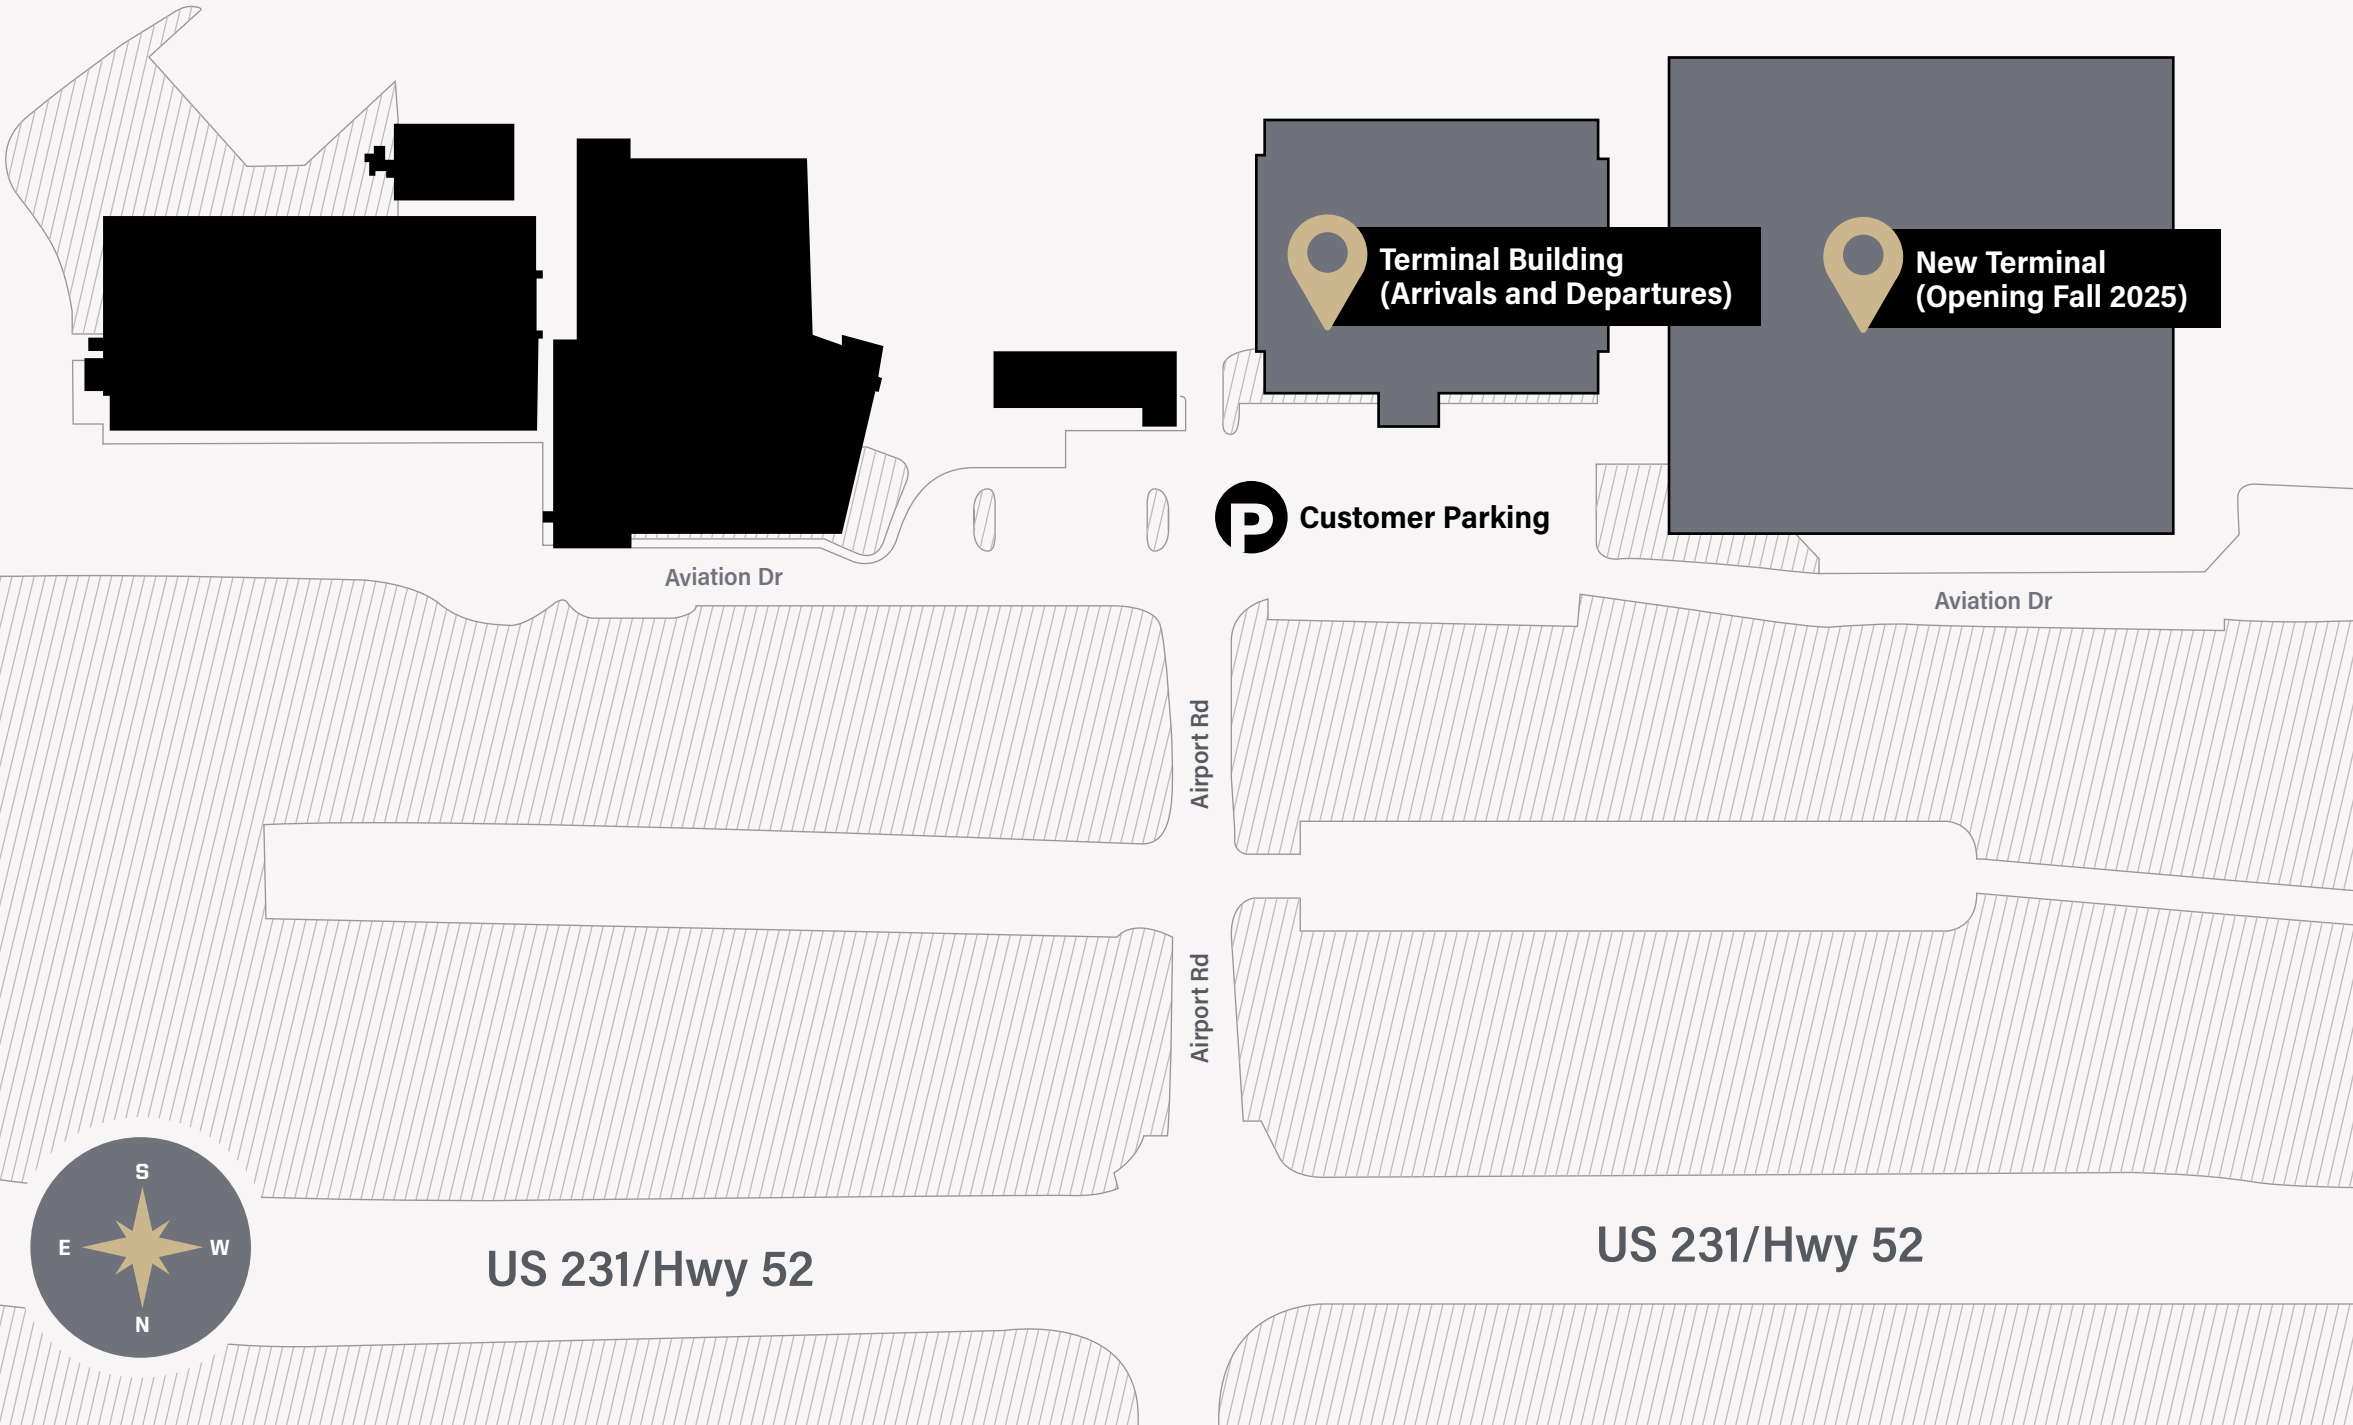 Terminal Building
(Arrivals and Departures)
New Terminal
(Opening Fall 2025)
P Customer Parking
Aviation Dr
Aviation Dr
Airport Rd
Airport Rd
S
E
W
N
US 231/Hwy 52
US 231/Hwy 52